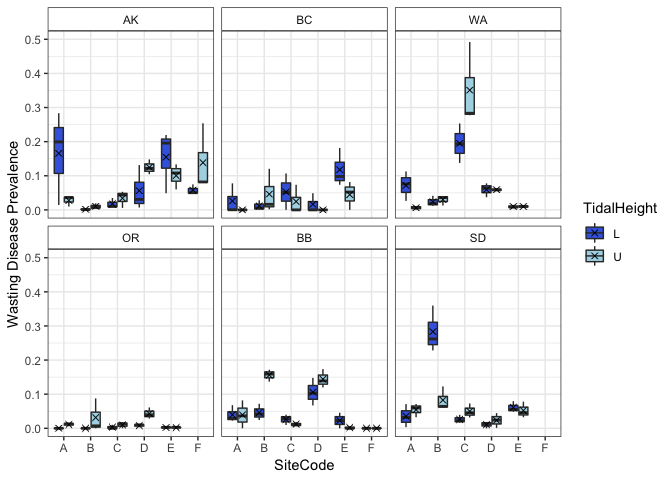 AK BC WA
0.5
0.4
0.3
0.2
0.1
0.0
OR BB SD
0.5
0.4
0.3
0.2
0.1
0.0
A B C D E F A B C D E F A B C D E F
SiteCode
Wasting Disease Prevalence
TidalHeight
L
U